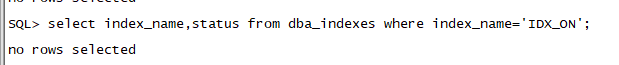 no rows selected
SQL> select index_name,status from dba_indexes where index_name='IDX_ON';
no rows selected